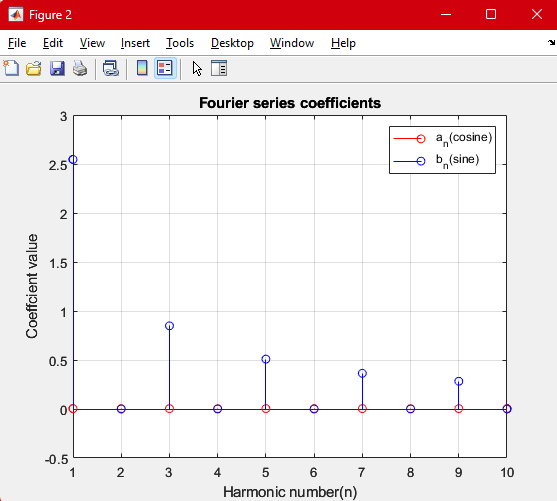 Figure 2
File Edit View Insert Tools Desktop Window Help
Fourier series coefficients
a_n(cosine)
b_n(sine)
3
2.5
2
1.5
1
0.5
0
-0.5
Coeffcient value
1 2 3 4 5 6 7 8 9 10
Harmonic number(n)